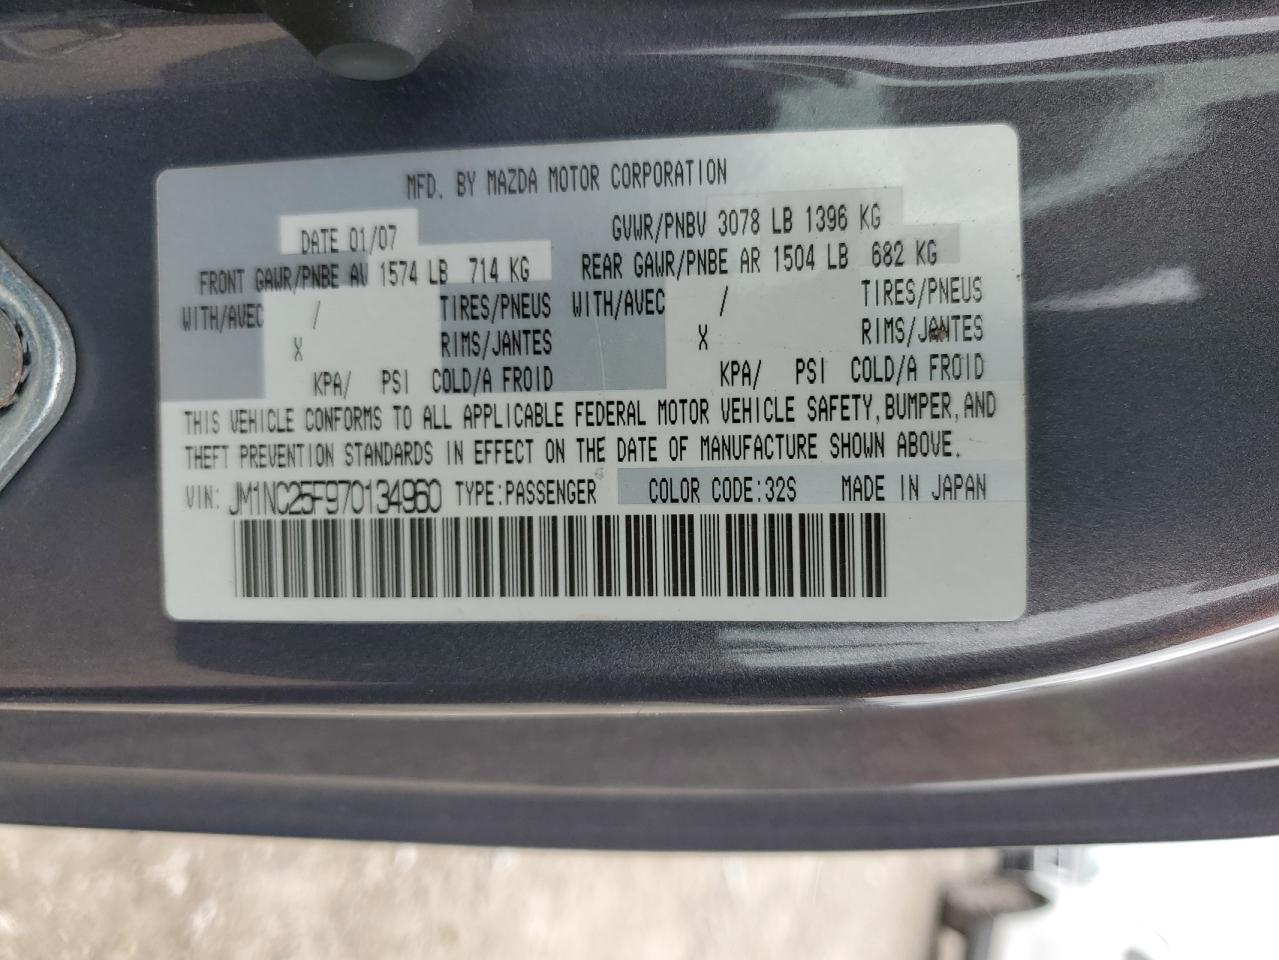 MFD. BY MAZDA MOTOR CORPORATION
DATE 01/07 GVWR/PNBV 3078 LB 1396 KG
FRONT GAWR/PNBE AV 1574 LB 714 KG REAR GAWR/PNBE AR 1504 LB 682 KG
WITH/AVEC / TIRES/PNEUS WITH/AVEC / TIRES/PNEUS
X RIMS/JANTES X RIMS/JANTES
KPA/ PSI COLD/A FROID KPA/ PSI COLD/A FROID
THIS VEHICLE CONFORMS TO ALL APPLICABLE FEDERAL MOTOR VEHICLE SAFETY, BUMPER, AND
THEFT PREVENTION STANDARDS IN EFFECT ON THE DATE OF MANUFACTURE SHOWN ABOVE.
VIN: JM1NC25F970134960 TYPE:PASSENGER COLOR CODE:32S MADE IN JAPAN